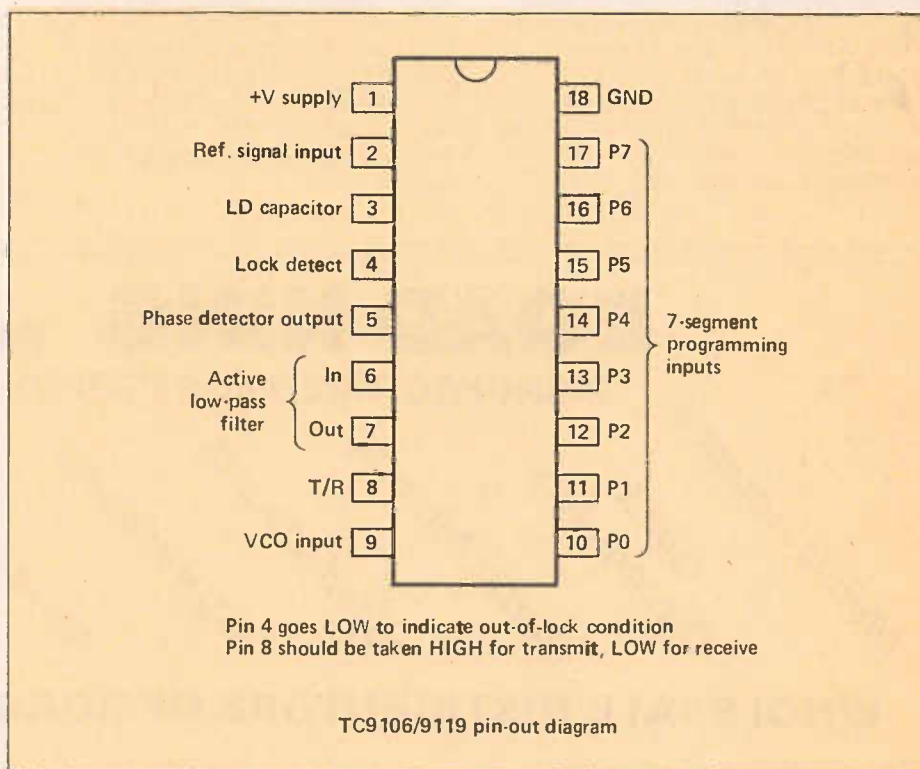 +V supply 1
Ref. signal input 2
LD capacitor 3
Lock detect 4
Phase detector output 5
Active
low-pass
filter
In 6
Out 7
T/R 8
VCO input 9
18 GND
17 P7
16 P6
15 P5
14 P4
13 P3
12 P2
11 P1
10 P0
7-segment
programming
inputs
Pin 4 goes LOW to indicate out-of-lock condition
Pin 8 should be taken HIGH for transmit, LOW for receive
TC9106/9119 pin-out diagram